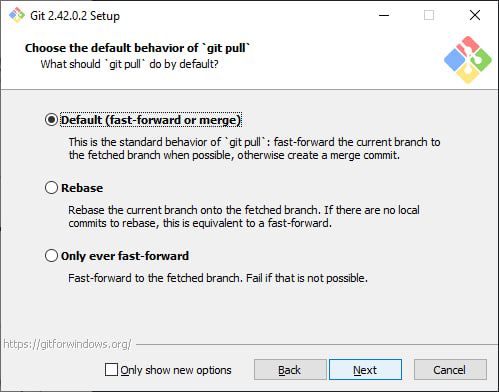 Git 2.42.0.2 Setup
Choose the default behavior of `git pull`
What should `git pull` do by default?
Default (fast-forward or merge)
This is the standard behavior of `git pull`: fast-forward the current branch to
the fetched branch when possible, otherwise create a merge commit.
Rebase
Rebase the current branch onto the fetched branch. If there are no local
commits to rebase, this is equivalent to a fast-forward.
Only ever fast-forward
Fast-forward to the fetched branch. Fail if that is not possible.
https://gitforwindows.org/
Only show new options
Back
Next
Cancel